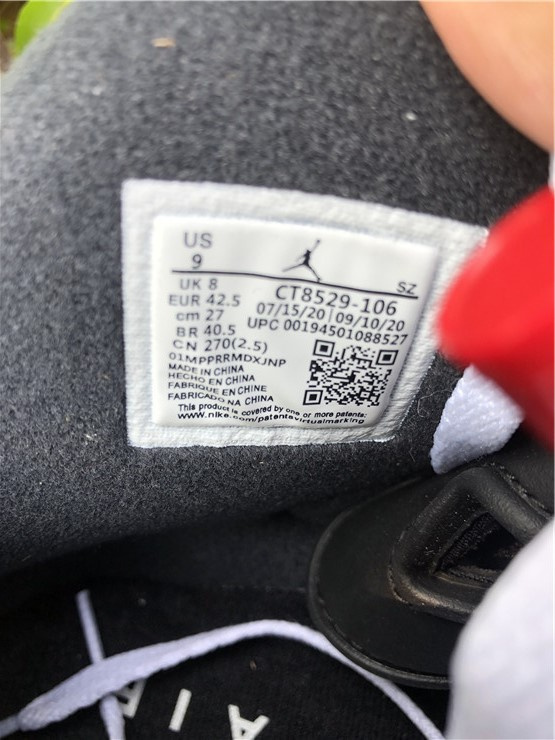 US
9
SZ
UK 8
EUR 42.5
cm 27
BR 40.5
CN 270(2.5)
CT8529-106
07/15/20|09/10/20
UPC 00194501088527
01MPPRRMDXJNP
MADE IN CHINA
HECHO EN CHINA
FABRIQUE EN CHINE
FABRICADO NA CHINA
This product is covered by one or more patents:
www.nike.com/patentsvirtualmarking
AIR